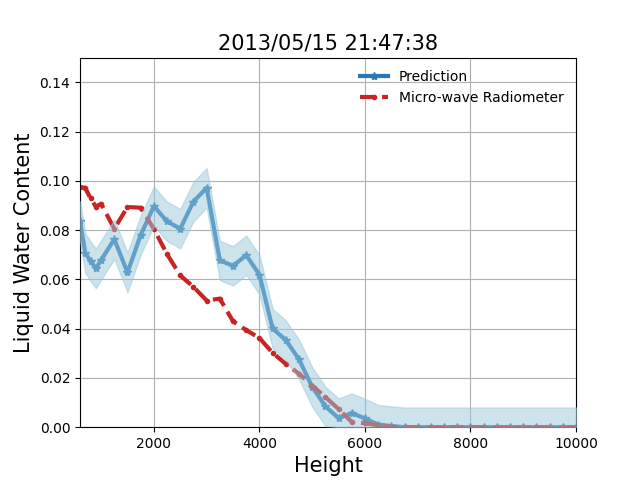 2013/05/15 21:47:38
Prediction
Micro-wave Radiometer
Liquid Water Content
0.14
0.12
0.10
0.08
0.06
0.04
0.02
0.00
2000 4000 6000 8000 10000
Height